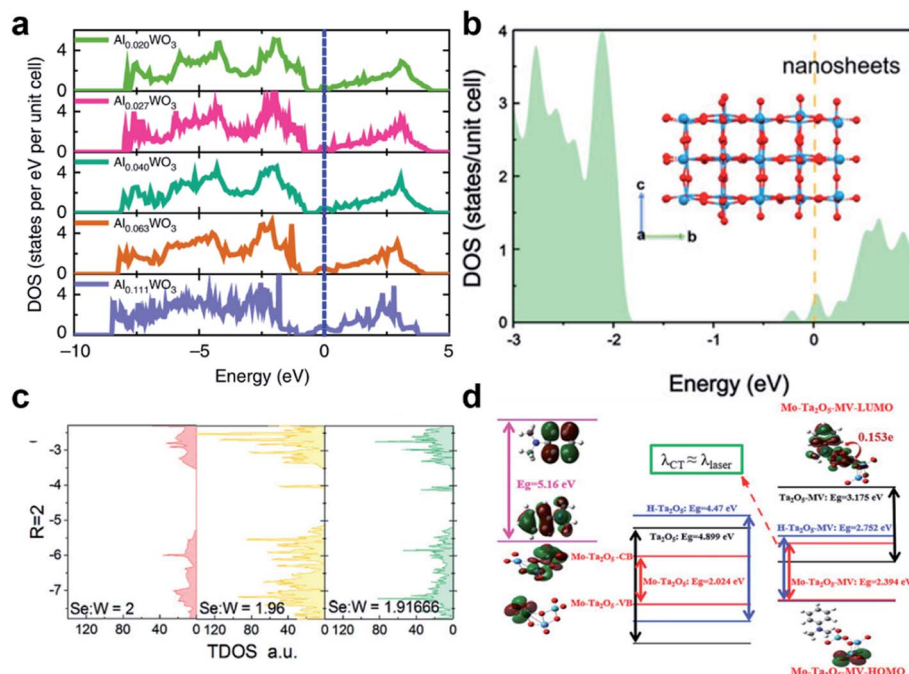 a
Al0.020WO3
Al0.027WO3
Al0.040WO3
Al0.063WO3
Al0.111WO3
DOS (states per eV per unit cell)
4
2
0
4
2
0
4
2
0
4
2
0
4
2
0
−10
−5
0
5
Energy (eV)
b
nanosheets
c
a
b
DOS (states/unit cell)
4
3
2
1
0
-3
-2
-1
0
Energy (eV)
c
R=2
-3
-5
-6
-7
Se:W = 2
Se:W = 1.96
Se:W = 1.91666
120
80
40
0
120
80
40
0
120
80
40
0
TDOS a.u.
d
Eg=5.16 eV
λCT ≈ λlaser
Mo-Ta2O5-MV-LUMO
0.153e
Ta2O5-MV: Eg=3.175 eV
H-Ta2O5: Eg=4.47 eV
H-Ta2O5-MV: Eg=2.752 eV
Ta2O5: Eg=4.899 eV
Mo-Ta2O5-CB
Mo-Ta2O5: Eg=2.024 eV
Mo-Ta2O5-MV: Eg=2.394 eV
Mo-Ta2O5-VB
Mo-Ta2O5-MV-HOMO